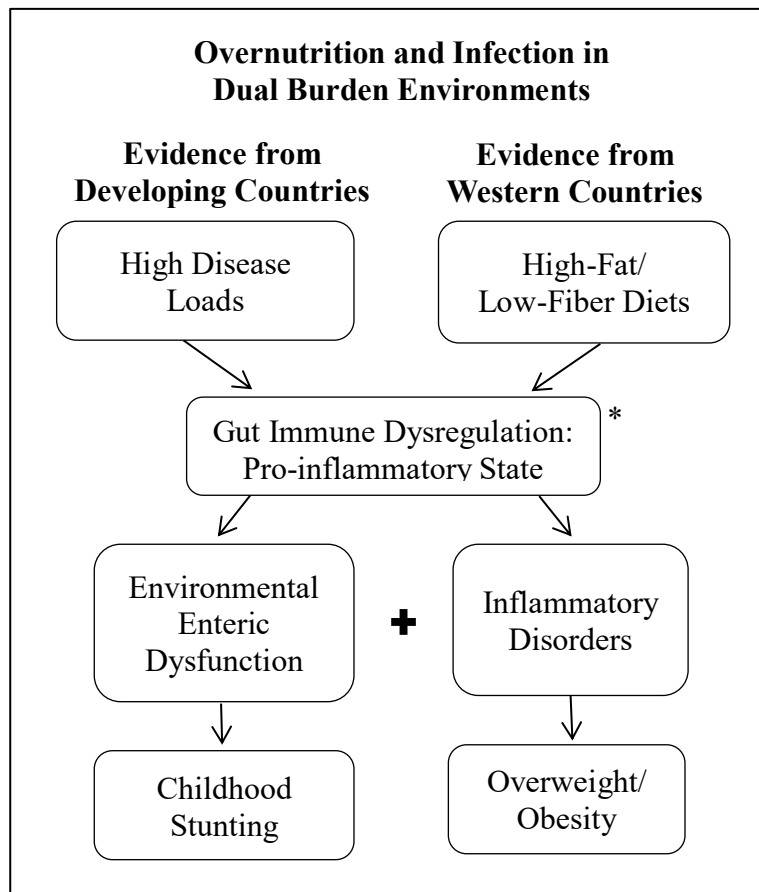 Overnutrition and Infection in
Dual Burden Environments
Evidence from
Developing Countries
Evidence from
Western Countries
High Disease
Loads
High-Fat/
Low-Fiber Diets
Gut Immune Dysregulation:
Pro-inflammatory State
*
Environmental
Enteric
Dysfunction
+
Inflammatory
Disorders
Childhood
Stunting
Overweight/
Obesity